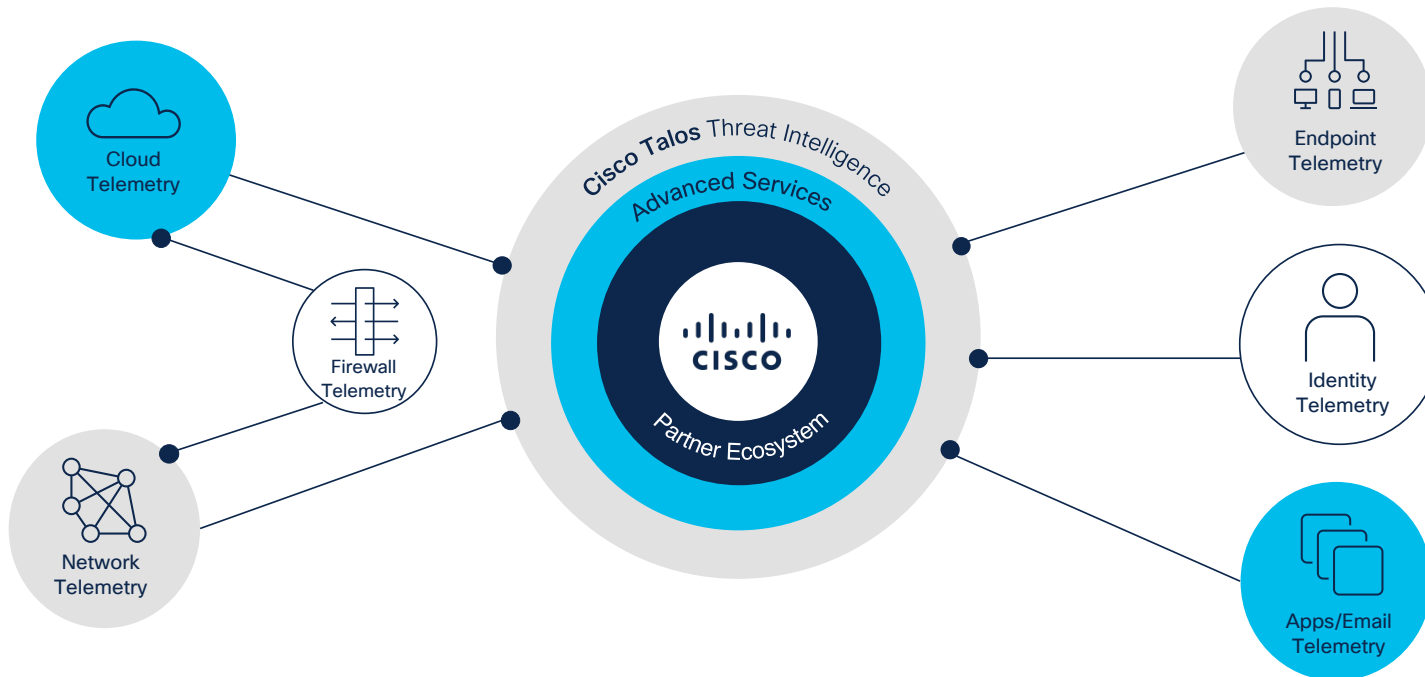 Cloud
Telemetry
Firewall
Telemetry
Network
Telemetry
Cisco Talos Threat Intelligence
Advanced Services
CISCO
Partner Ecosystem
Endpoint
Telemetry
Identity
Telemetry
Apps/Email
Telemetry